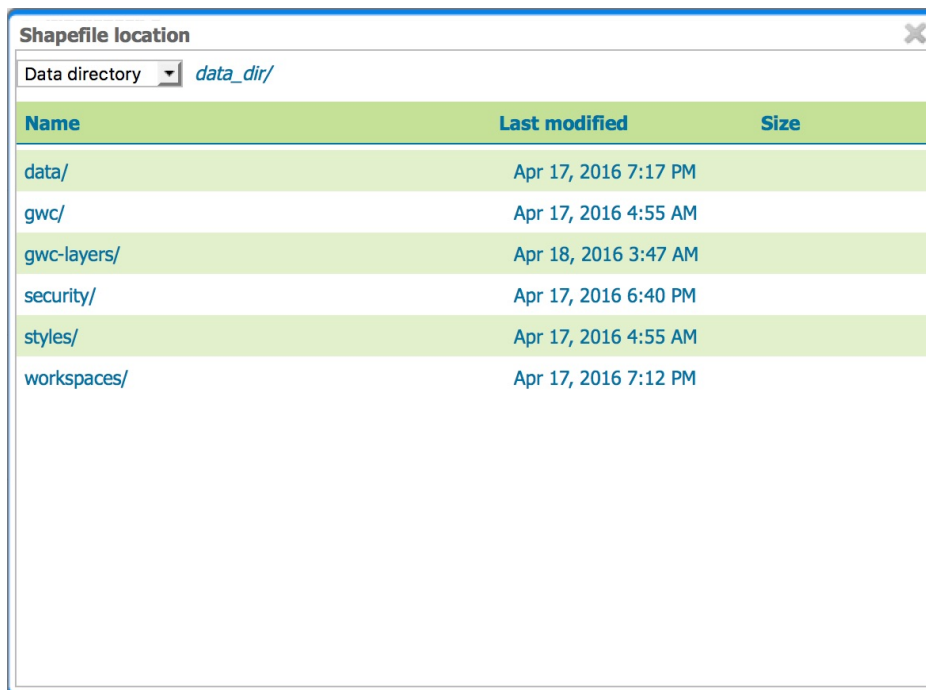 Shapefile location
Data directory data_dir/
Name Last modified Size
data/ Apr 17, 2016 7:17 PM
gwc/ Apr 17, 2016 4:55 AM
gwc-layers/ Apr 18, 2016 3:47 AM
security/ Apr 17, 2016 6:40 PM
styles/ Apr 17, 2016 4:55 AM
workspaces/ Apr 17, 2016 7:12 PM